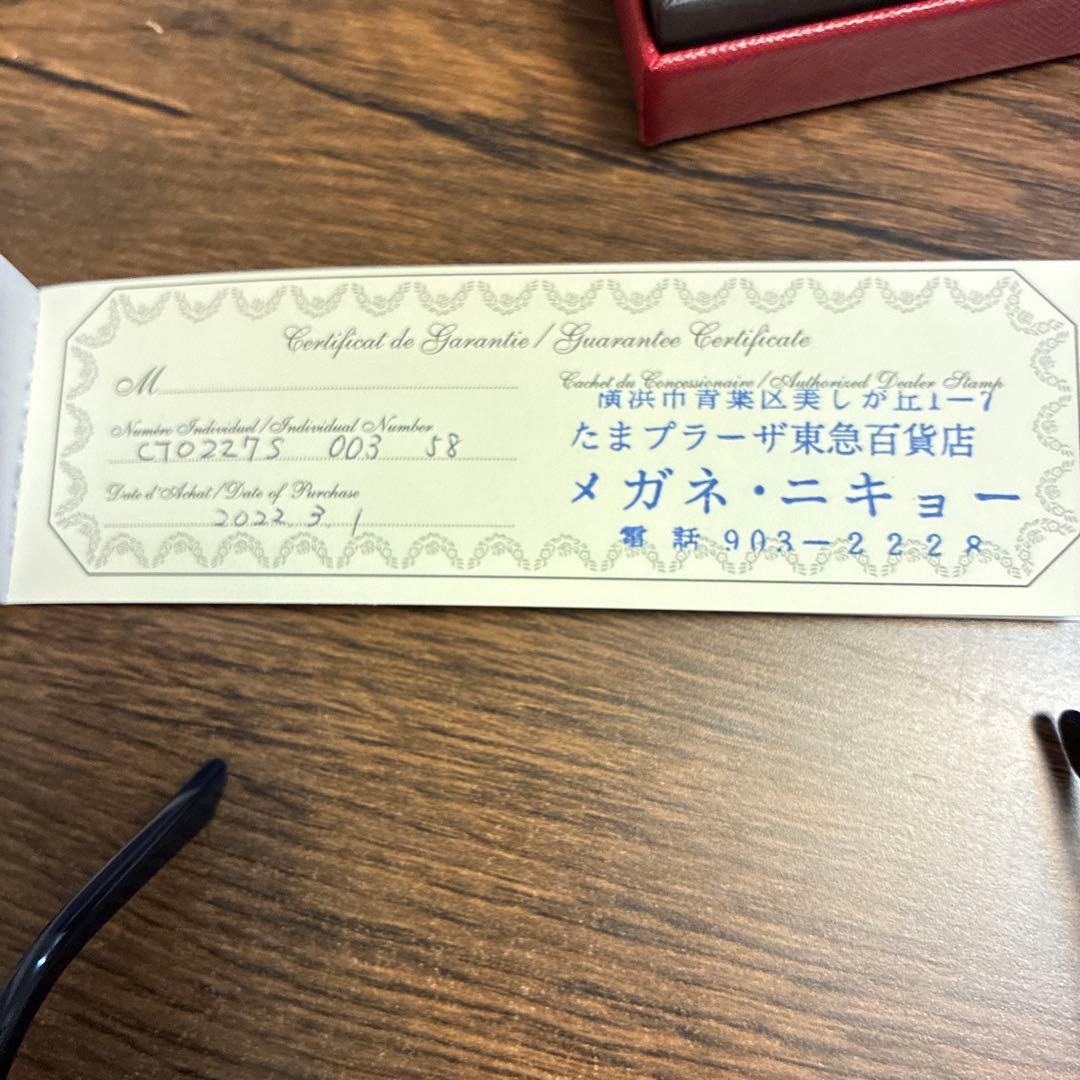 Certificat de Garantie / Guarantee Certificate
M
Numéro Individuel / Individual Number
CT0227S 003 58
Date d'Achat / Date of Purchase
2022. 3. 1
Cachet du Concessionaire / Authorized Dealer Stamp
横浜市青葉区美しが丘1-7
たまプラーザ東急百貨店
メガネ・ニキョー
電話 903-2228